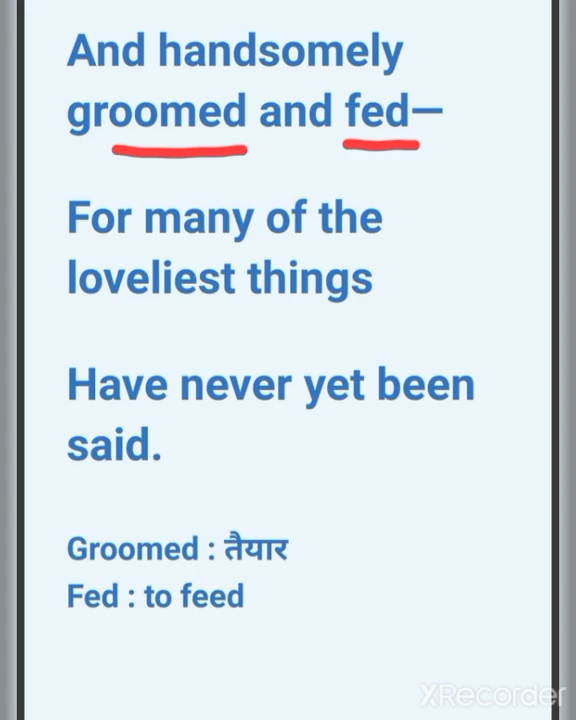 And handsomely
groomed and fed—
For many of the
loveliest things
Have never yet been
said.
Groomed : तैयार
Fed : to feed
XRecorder